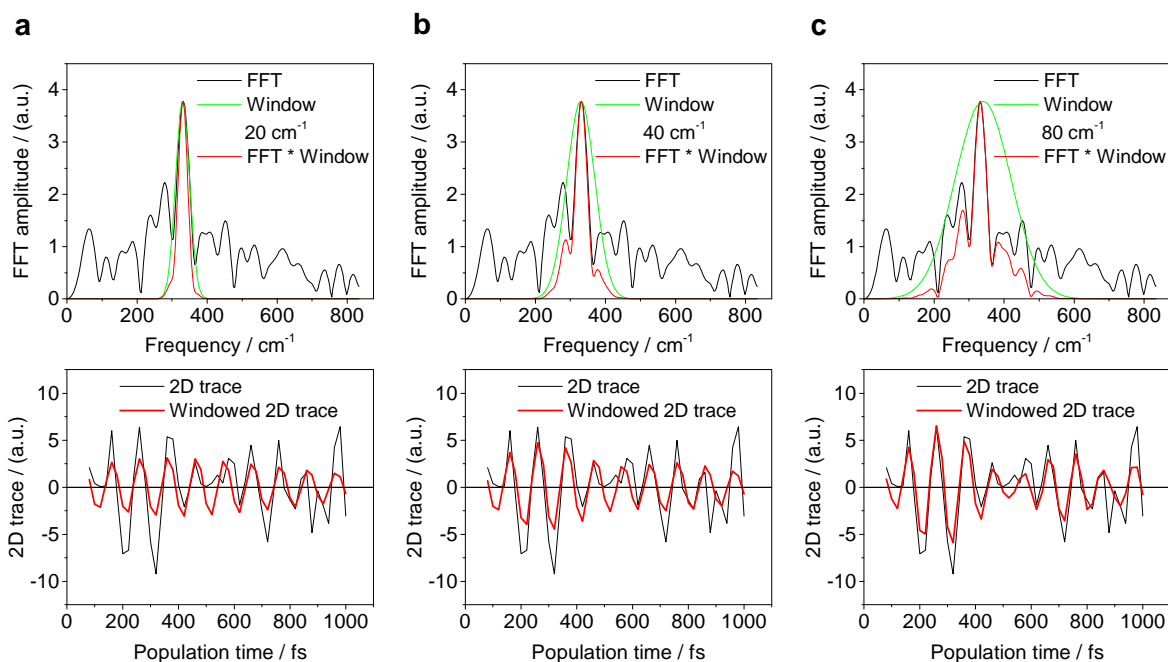 a
b
c
4
3
2
1
0
FFT amplitude / (a.u.)
FFT
Window
20 cm⁻¹
FFT * Window
0 200 400 600 800
Frequency / cm⁻¹
4
3
2
1
0
FFT amplitude / (a.u.)
FFT
Window
40 cm⁻¹
FFT * Window
0 200 400 600 800
Frequency / cm⁻¹
4
3
2
1
0
FFT amplitude / (a.u.)
FFT
Window
80 cm⁻¹
FFT * Window
0 200 400 600 800
Frequency / cm⁻¹
10
5
0
-5
-10
2D trace / (a.u.)
2D trace
Windowed 2D trace
0 200 400 600 800 1000
Population time / fs
10
5
0
-5
-10
2D trace / (a.u.)
2D trace
Windowed 2D trace
0 200 400 600 800 1000
Population time / fs
10
5
0
-5
-10
2D trace / (a.u.)
2D trace
Windowed 2D trace
0 200 400 600 800 1000
Population time / fs